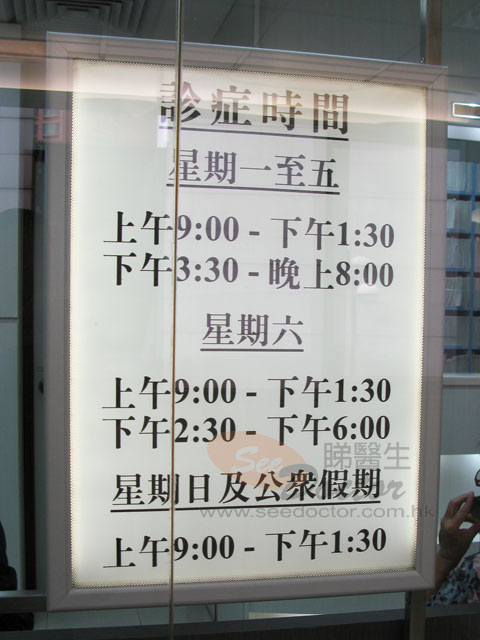 診症時間
星期一至五
上午9:00 - 下午1:30
下午3:30 - 晚上8:00
星期六
上午9:00 - 下午1:30
下午2:30 - 下午6:00
See Doctor 睇醫生
星期日及公衆假期
www.seedoctor.com.hk
上午9:00 - 下午1:30